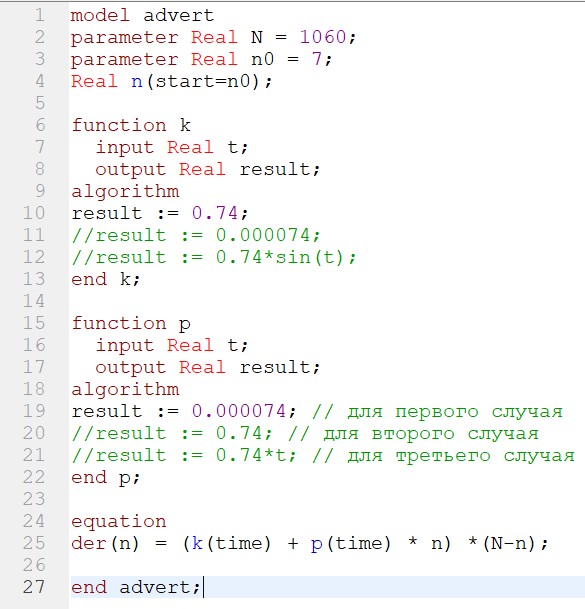 1 model advert
2 parameter Real N = 1060;
3 parameter Real n0 = 7;
4 Real n(start=n0);
5
6 function k
7   input Real t;
8   output Real result;
9 algorithm
10 result := 0.74;
11 //result := 0.000074;
12 //result := 0.74*sin(t);
13 end k;
14
15 function p
16   input Real t;
17   output Real result;
18 algorithm
19 result := 0.000074; // для первого случая
20 //result := 0.74; // для второго случая
21 //result := 0.74*t; // для третьего случая
22 end p;
23
24 equation
25 der(n) = (k(time) + p(time) * n) *(N-n);
26
27 end advert;